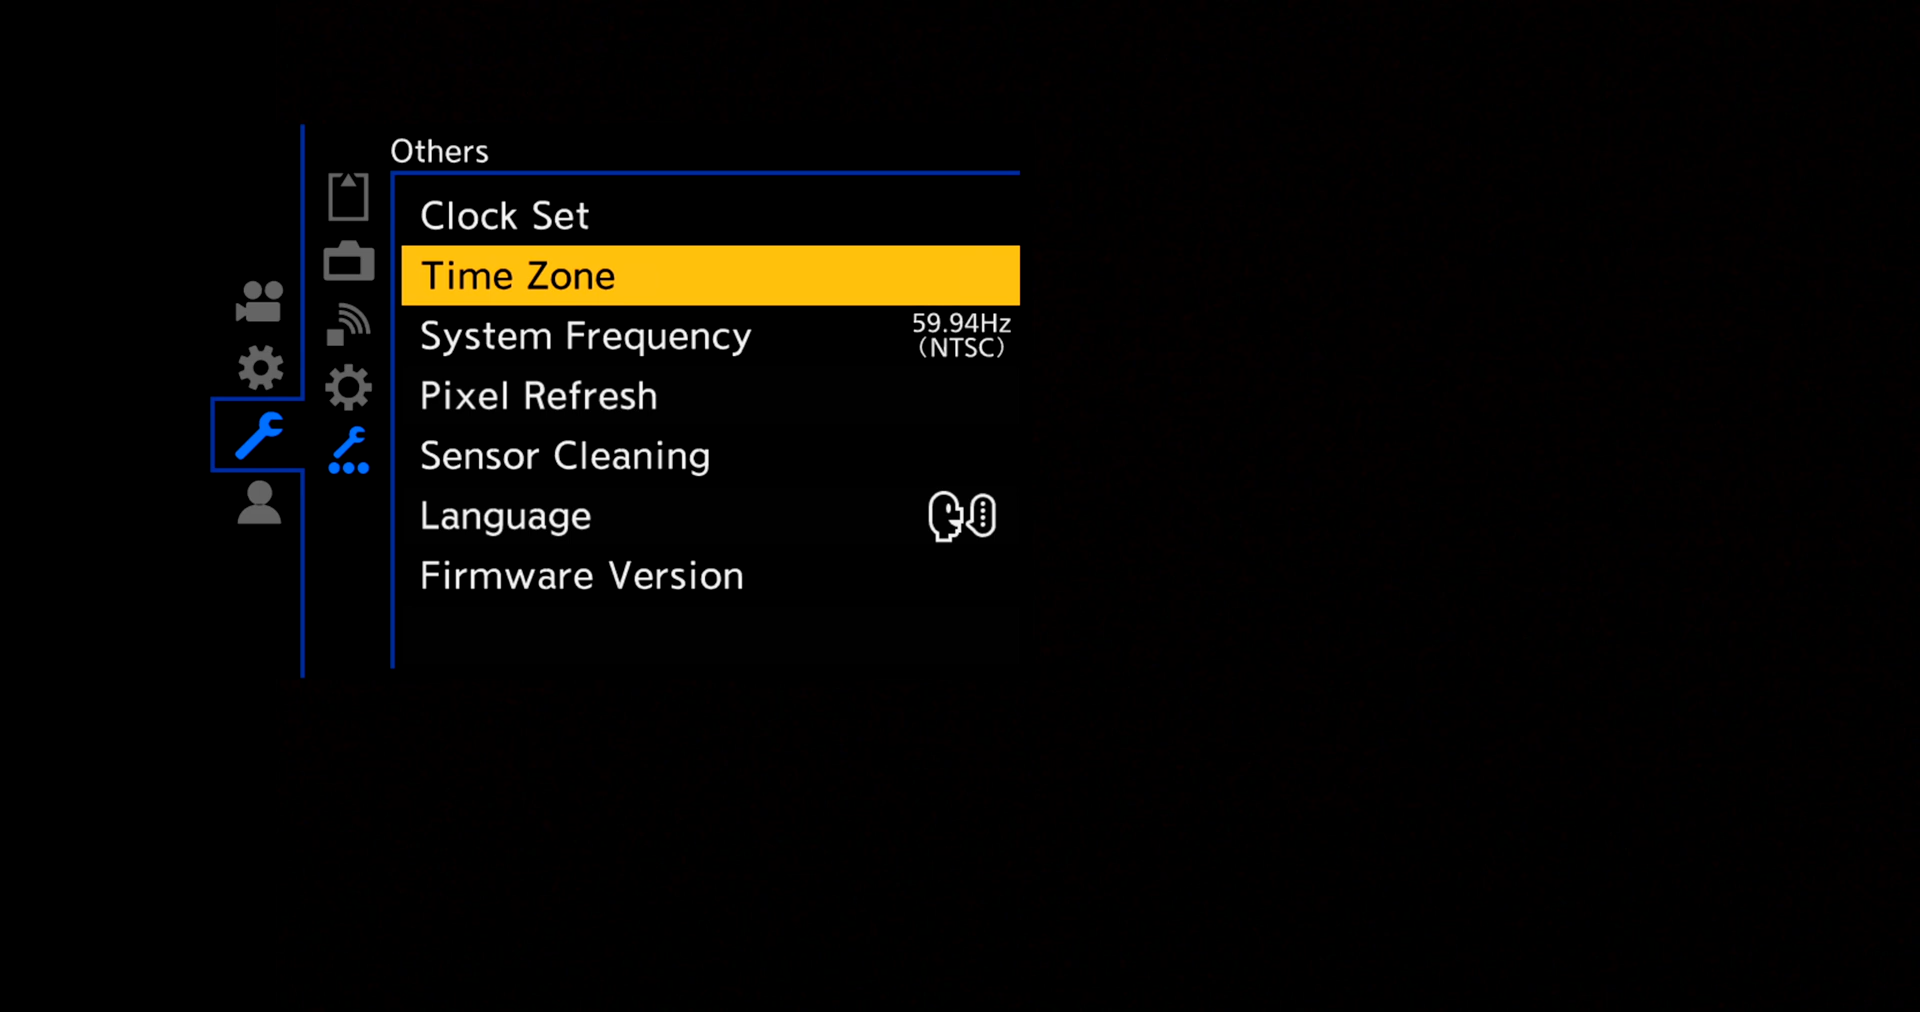 Others
Clock Set
Time Zone
System Frequency 59.94Hz
(NTSC)
Pixel Refresh
Sensor Cleaning
Language
Firmware Version